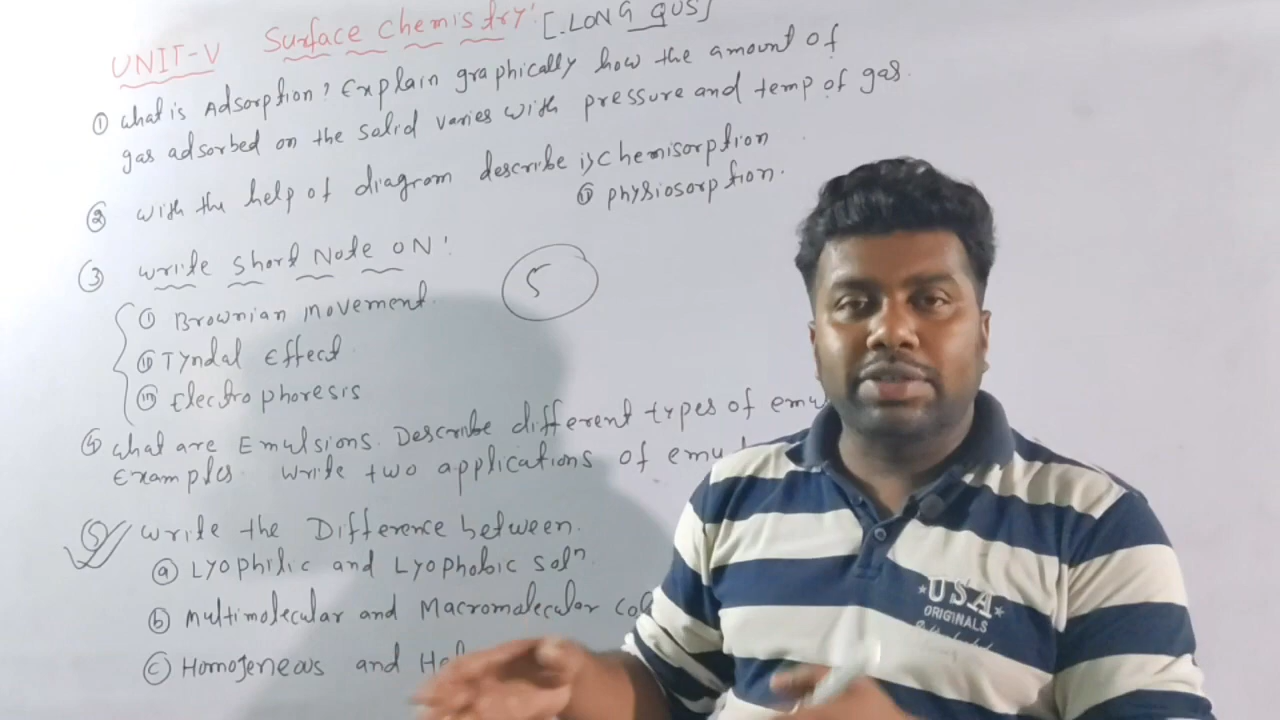 UNIT-V Surface Chemistry: [LONG QUS]
① what is Adsorption? Explain graphically how the amount of
gas adsorbed on the solid varies with pressure and temp of gas.
② with the help of diagram describe i) chemisorption
ⓘⓘ physiosorption.
③ write short Note ON:
5
ⓘ Brownian movement.
ⓘⓘ Tyndal Effect
ⓘⓘⓘ Electrophoresis
④ what are Emulsions. Describe different types of
Examples. Write two applications of
⑤ write the Difference between.
ⓐ Lyophilic and Lyophobic solⁿ
ⓑ multimolecular and Macromolecular
ⓒ Homogeneous and
USA
ORIGINALS